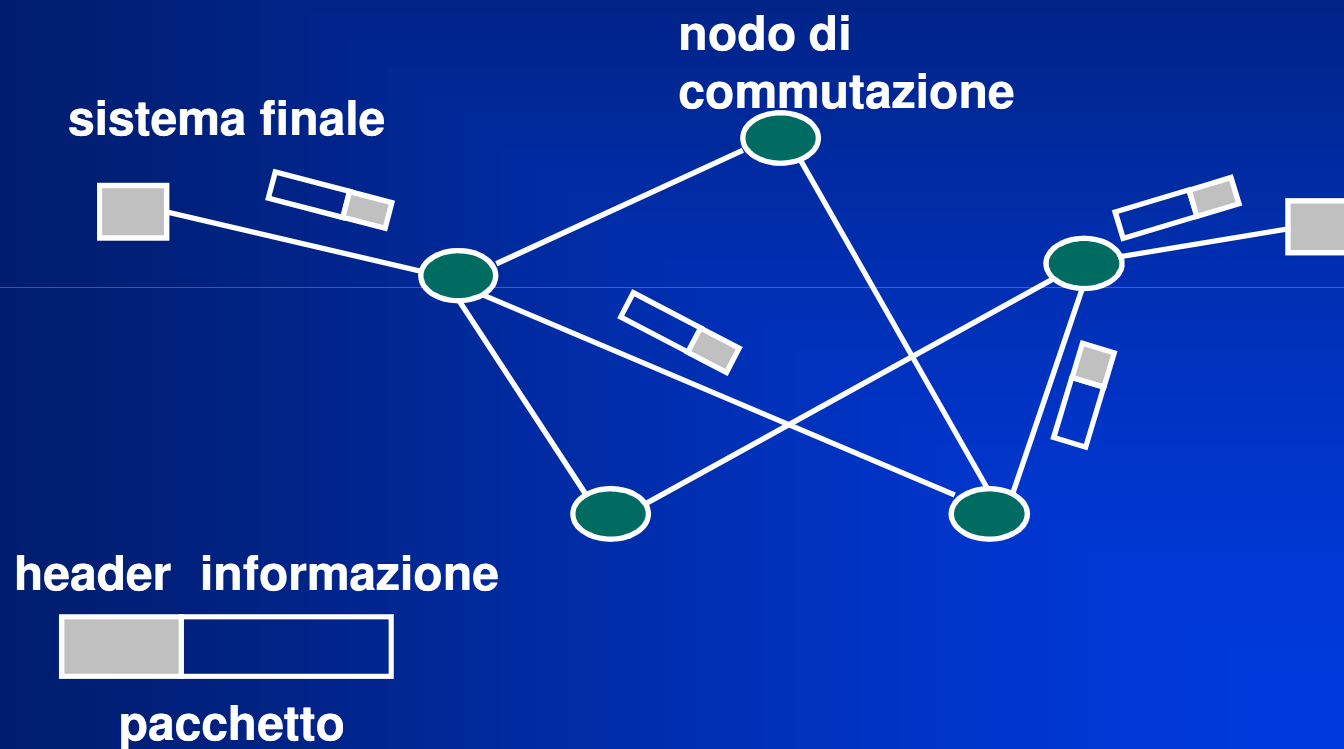 nodo di
commutazione
sistema finale
header informazione
pacchetto